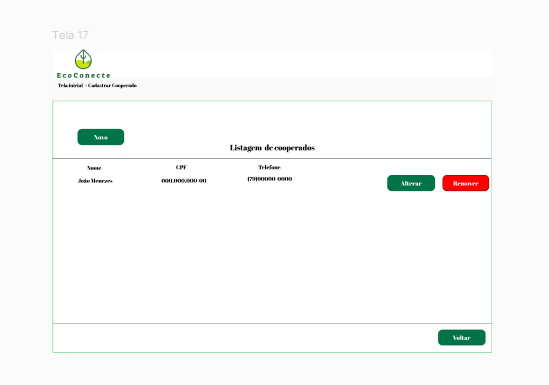 Tela 17
EcoConecte
Tela inicial > Cadastrar Cooperado
Novo
Listagem de cooperados
Nome CPF Telefone
João Menezes 000.000.000-00 (79)00000-0000 Alterar Remover
Voltar